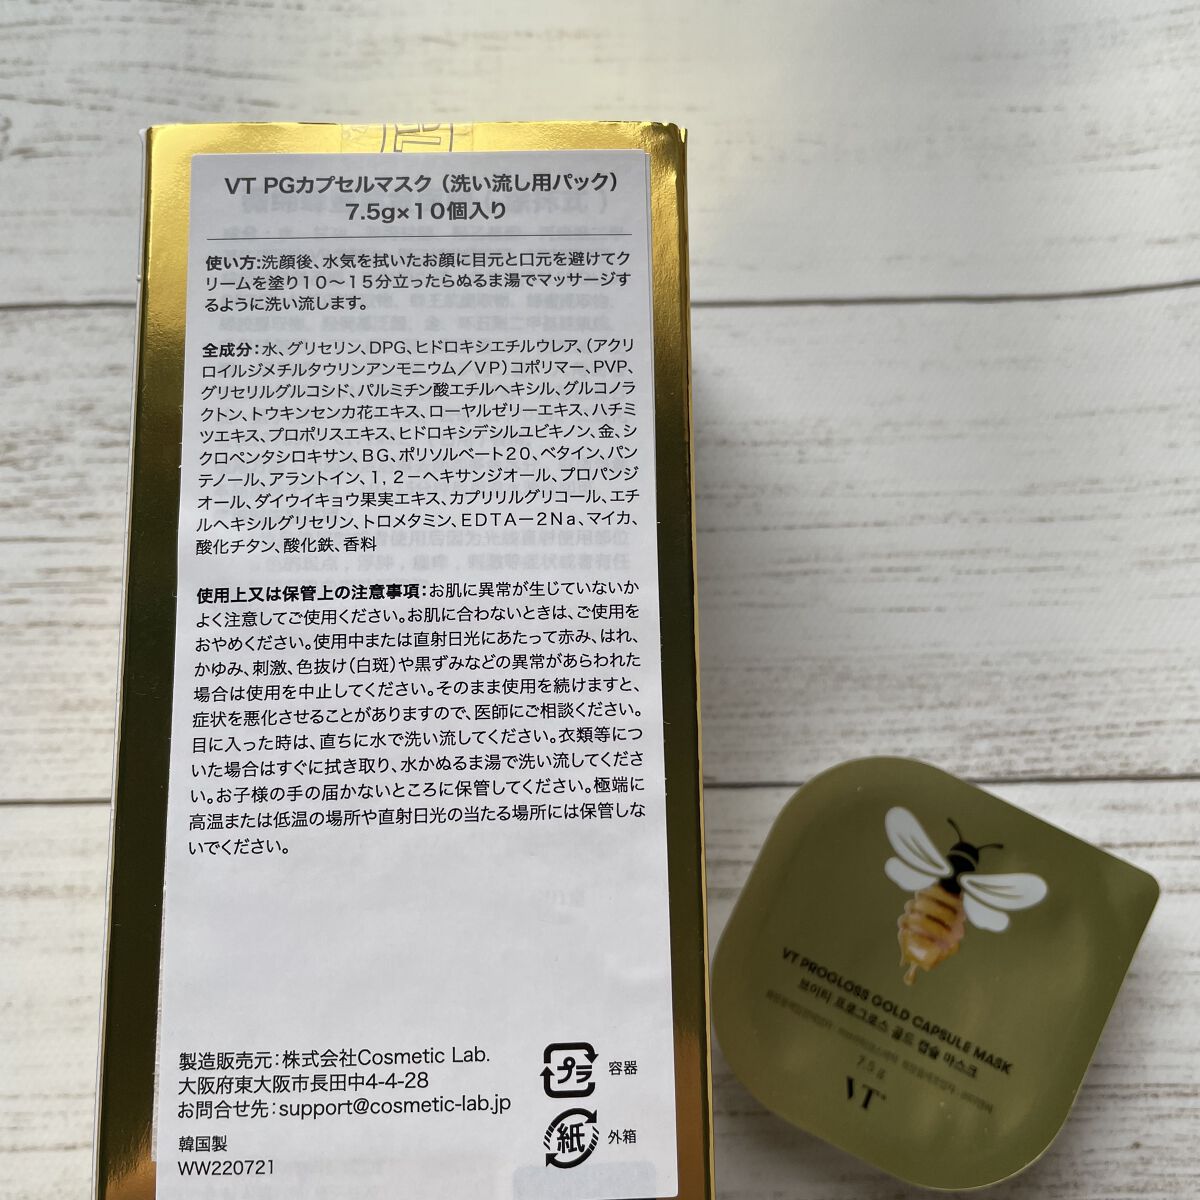 VT PGカプセルマスク（洗い流し用パック）
7.5g×10個入り
使い方:洗顔後、水気を拭いたお顔に目元と口元を避けてク
リームを塗り10～15分立ったらぬるま湯でマッサージす
るように洗い流します。
全成分:水、グリセリン、DPG、ヒドロキシエチルウレア、(アクリ
ロイルジメチルタウリンアンモニウム／VP)コポリマー、PVP、
グリセリルグルコシド、パルミチン酸エチルヘキシル、グルコノラ
クトン、トウキンセンカ花エキス、ローヤルゼリーエキス、ハチミ
ツエキス、プロポリスエキス、ヒドロキシデシルユビキノン、金、シ
クロペンタシロキサン、BG、ポリソルベート20、ベタイン、パン
テノール、アラントイン、1,2－ヘキサンジオール、プロパンジ
オール、ダイウイキョウ果実エキス、カプリリルグリコール、エチ
ルヘキシルグリセリン、トロメタミン、EDTA－2Na、マイカ、
酸化チタン、酸化鉄、香料
使用上又は保管上の注意事項:お肌に異常が生じていないか
よく注意してご使用ください。お肌に合わないときは、ご使用を
おやめください。使用中または直射日光にあたって赤み、はれ、
かゆみ、刺激、色抜け(白斑)や黒ずみなどの異常があらわれた
場合は使用を中止してください。そのまま使用を続けますと、
症状を悪化させることがありますので、医師にご相談ください。
目に入った時は、直ちに水で洗い流してください。衣類等につ
いた場合はすぐに拭き取り、水かぬるま湯で洗い流してくださ
い。お子様の手の届かないところに保管してください。極端に
高温または低温の場所や直射日光の当たる場所には保管しな
いでください。
製造販売元:株式会社Cosmetic Lab.
大阪府東大阪市長田中4-4-28
お問合せ先:support@cosmetic-lab.jp
韓国製
WW220721
プラ 容器
紙 外箱
VT PROGLOSS GOLD CAPSULE MASK
브이티 프로그로스 골드 캡슐 마스크
7.5 g
VT